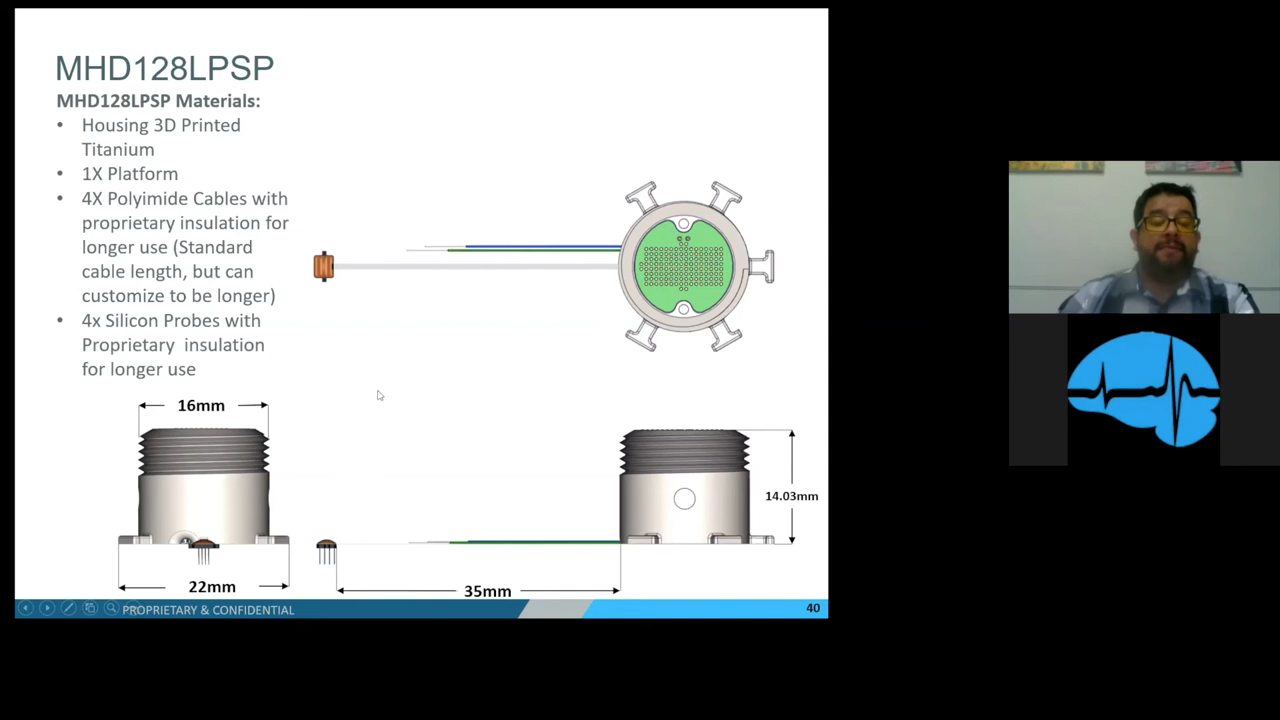 MHD128LPSP
MHD128LPSP Materials:
• Housing 3D Printed
Titanium
• 1X Platform
• 4X Polyimide Cables with
proprietary insulation for
longer use (Standard
cable length, but can
customize to be longer)
• 4x Silicon Probes with
Proprietary insulation
for longer use
16mm
22mm
35mm
14.03mm
PROPRIETARY & CONFIDENTIAL
40